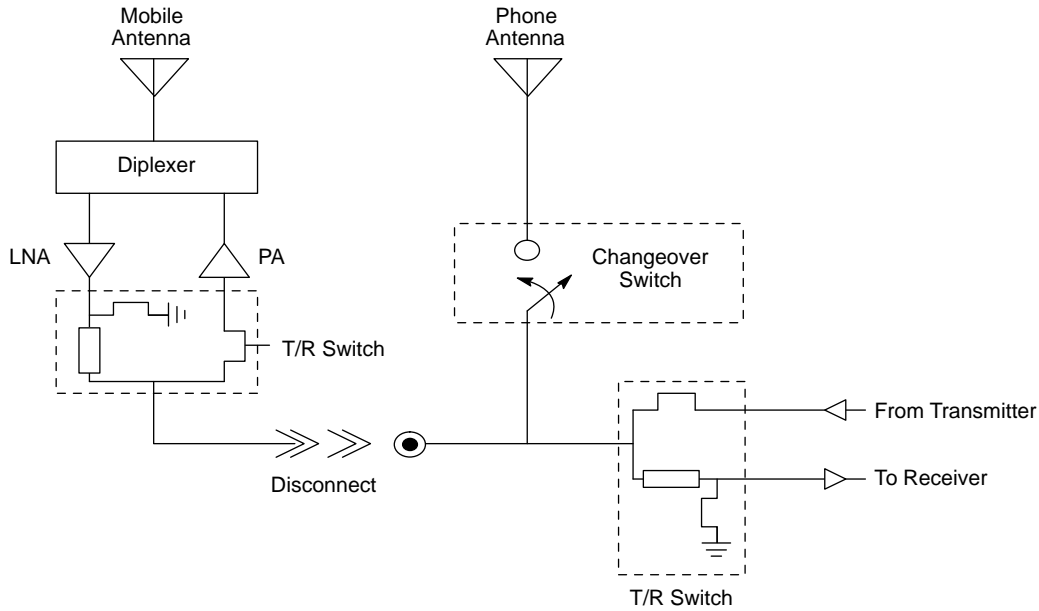 Mobile
Antenna
Phone
Antenna
Diplexer
LNA
PA
Changeover
Switch
T/R Switch
From Transmitter
To Receiver
Disconnect
T/R Switch